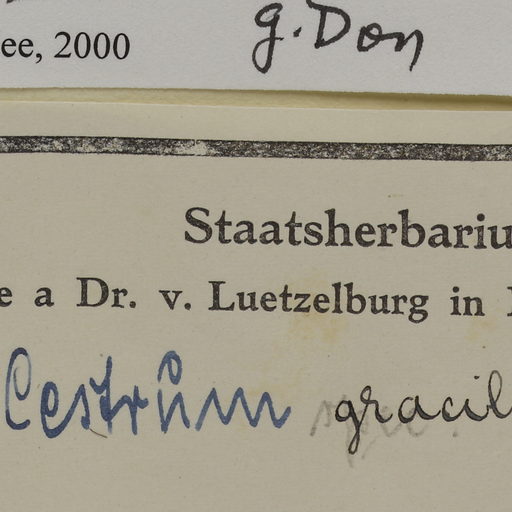 ee, 2000 G. Don
Staatsherbariu
e a Dr. v. Luetzelburg in
Cestrum gracil